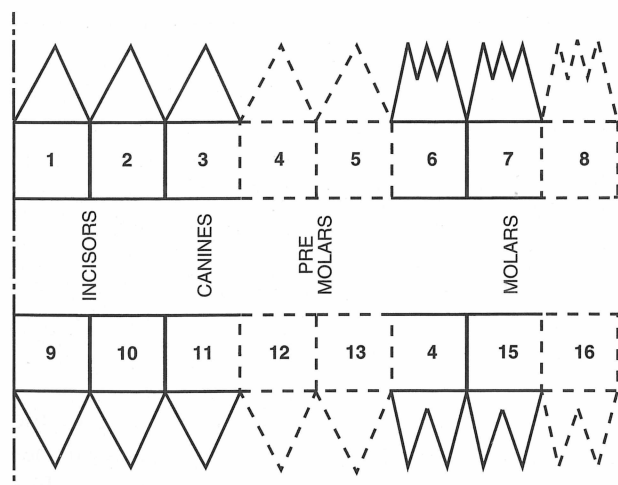 1 2 3 4 5 6 7 8
INCISORS
CANINES
PRE
MOLARS
MOLARS
9 10 11 12 13 4 15 16